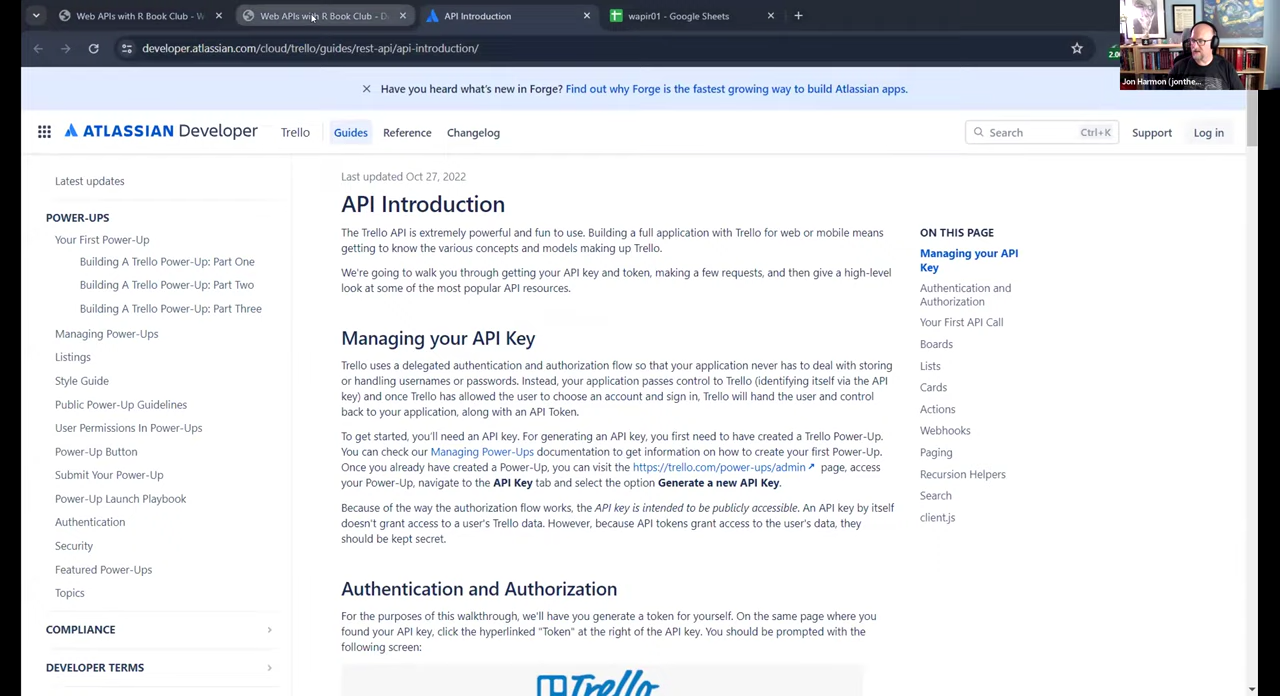 Web APIs with R Book Club - W
Web APIs with R Book Club - D
API Introduction
wapir01 - Google Sheets
developer.atlassian.com/cloud/trello/guides/rest-api/api-introduction/
2.0
Jon Harmon (jonthe...
Have you heard what's new in Forge? Find out why Forge is the fastest growing way to build Atlassian apps.
ATLASSIAN Developer
Trello
Guides
Reference
Changelog
Search
Ctrl+K
Support
Log in
Latest updates
POWER-UPS
Your First Power-Up
Building A Trello Power-Up: Part One
Building A Trello Power-Up: Part Two
Building A Trello Power-Up: Part Three
Managing Power-Ups
Listings
Style Guide
Public Power-Up Guidelines
User Permissions In Power-Ups
Power-Up Button
Submit Your Power-Up
Power-Up Launch Playbook
Authentication
Security
Featured Power-Ups
Topics
COMPLIANCE
DEVELOPER TERMS
Last updated Oct 27, 2022
API Introduction
The Trello API is extremely powerful and fun to use. Building a full application with Trello for web or mobile means
getting to know the various concepts and models making up Trello.
We're going to walk you through getting your API key and token, making a few requests, and then give a high-level
look at some of the most popular API resources.
Managing your API Key
Trello uses a delegated authentication and authorization flow so that your application never has to deal with storing
or handling usernames or passwords. Instead, your application passes control to Trello (identifying itself via the API
key) and once Trello has allowed the user to choose an account and sign in, Trello will hand the user and control
back to your application, along with an API Token.
To get started, you'll need an API key. For generating an API key, you first need to have created a Trello Power-Up.
You can check our Managing Power-Ups documentation to get information on how to create your first Power-Up.
Once you already have created a Power-Up, you can visit the https://trello.com/power-ups/admin page, access
your Power-Up, navigate to the API Key tab and select the option Generate a new API Key.
Because of the way the authorization flow works, the API key is intended to be publicly accessible. An API key by itself
doesn't grant access to a user's Trello data. However, because API tokens grant access to the user's data, they
should be kept secret.
Authentication and Authorization
For the purposes of this walkthrough, we'll have you generate a token for yourself. On the same page where you
found your API key, click the hyperlinked "Token" at the right of the API key. You should be prompted with the
following screen:
Trello
ON THIS PAGE
Managing your API
Key
Authentication and
Authorization
Your First API Call
Boards
Lists
Cards
Actions
Webhooks
Paging
Recursion Helpers
Search
client.js